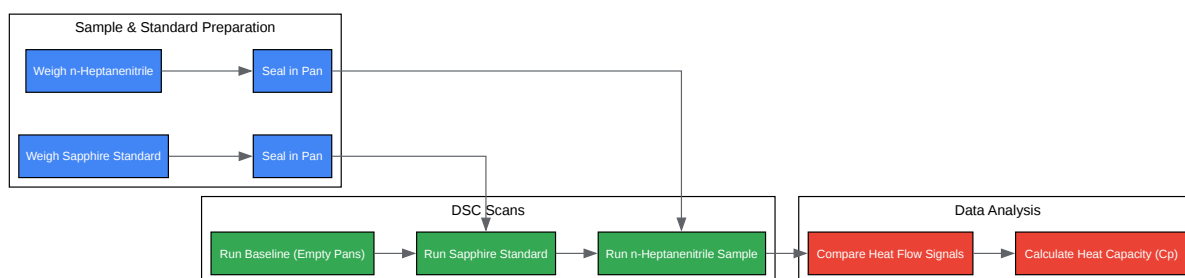 Sample & Standard Preparation
Weigh n-Heptanenitrile
Seal in Pan
Weigh Sapphire Standard
Seal in Pan
DSC Scans
Run Baseline (Empty Pans)
Run Sapphire Standard
Run n-Heptanenitrile Sample
Data Analysis
Compare Heat Flow Signals
Calculate Heat Capacity (Cp)